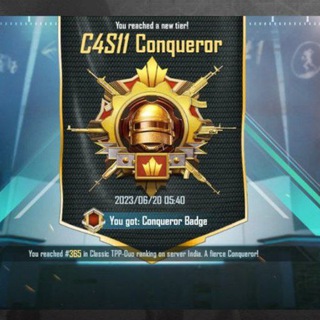 You reached a new tier!
C4S11 Conqueror
2023/06/20 05:40
You got: Conqueror Badge
You reached #365 in Classic TPP-Duo ranking on server India. A fierce Conqueror!